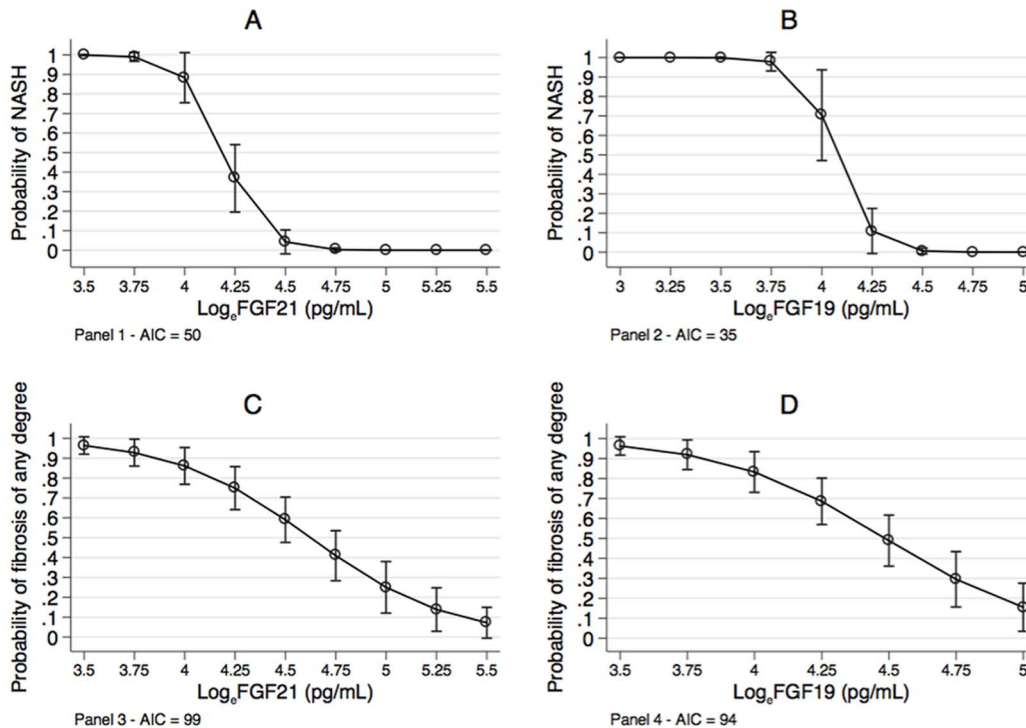 A
Probability of NASH
1
.9
.8
.7
.6
.5
.4
.3
.2
.1
0
3.5 3.75 4 4.25 4.5 4.75 5 5.25 5.5
LogeFGF21 (pg/mL)
Panel 1 - AIC = 50
B
Probability of NASH
1
.9
.8
.7
.6
.5
.4
.3
.2
.1
0
3 3.25 3.5 3.75 4 4.25 4.5 4.75 5
LogeFGF19 (pg/mL)
Panel 2 - AIC = 35
C
Probability of fibrosis of any degree
1
.9
.8
.7
.6
.5
.4
.3
.2
.1
0
3.5 3.75 4 4.25 4.5 4.75 5 5.25 5.5
LogeFGF21 (pg/mL)
Panel 3 - AIC = 99
D
Probability of fibrosis of any degree
1
.9
.8
.7
.6
.5
.4
.3
.2
.1
0
3.5 3.75 4 4.25 4.5 4.75 5
LogeFGF19 (pg/mL)
Panel 4 - AIC = 94